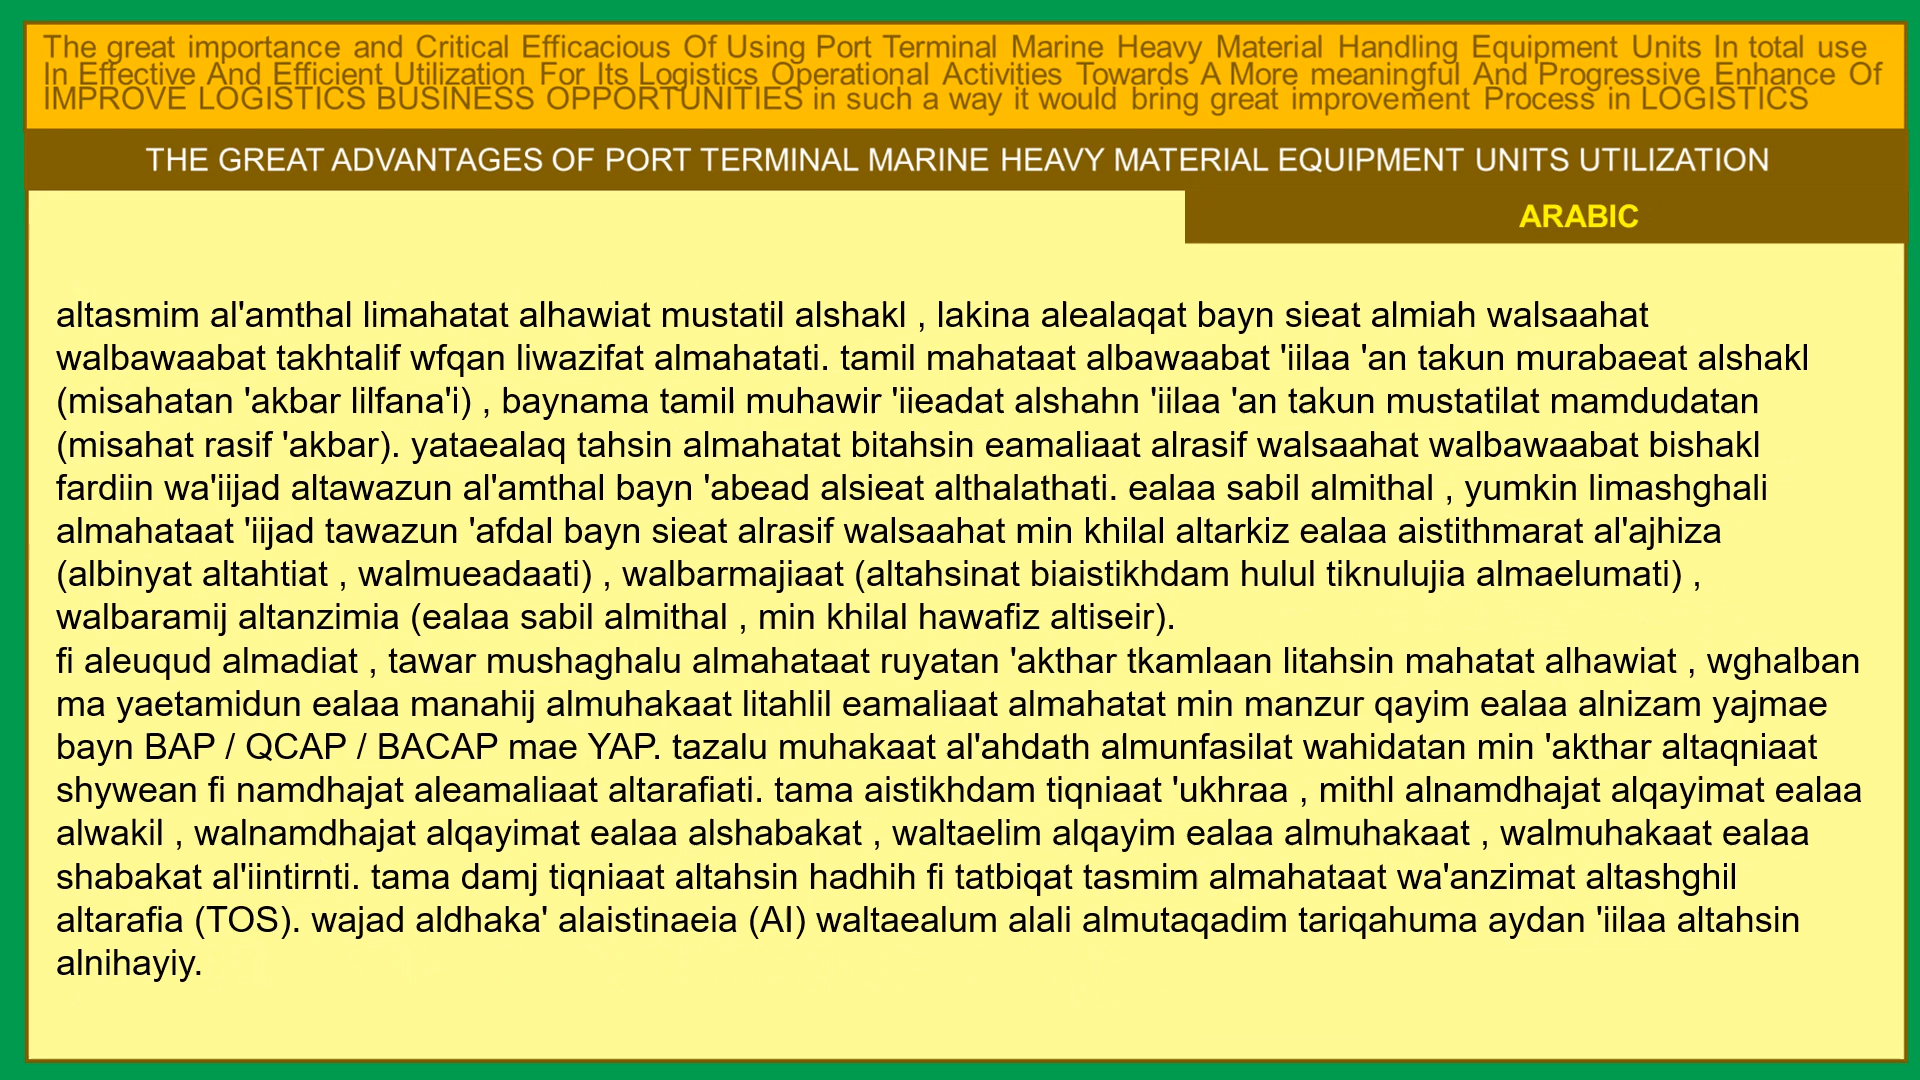 The great importance and Critical Efficacious Of Using Port Terminal Marine Heavy Material Handling Equipment Units In total use
In Effective And Efficient Utilization For Its Logistics Operational Activities Towards A More meaningful And Progressive Enhance Of
IMPROVE LOGISTICS BUSINESS OPPORTUNITIES in such a way it would bring great improvement Process in LOGISTICS
THE GREAT ADVANTAGES OF PORT TERMINAL MARINE HEAVY MATERIAL EQUIPMENT UNITS UTILIZATION
ARABIC
altasmim al'amthal limahatat alhawiat mustatil alshakl , lakina alealaqat bayn sieat almiah walsaahat
walbawaabat takhtalif wfqan liwazifat almahatati. tamil mahataat albawaabat 'iilaa 'an takun murabaeat alshakl
(misahatan 'akbar lilfana'i) , baynama tamil muhawir 'iieadat alshahn 'iilaa 'an takun mustatilat mamdudatan
(misahat rasif 'akbar). yataealaq tahsin almahatat bitahsin eamaliaat alrasif walsaahat walbawaabat bishakl
fardiin wa'iijad altawazun al'amthal bayn 'abead alsieat althalathati. ealaa sabil almithal , yumkin limashghali
almahataat 'iijad tawazun 'afdal bayn sieat alrasif walsaahat min khilal altarkiz ealaa aistithmarat al'ajhiza
(albinyat altahtiat , walmueadaati) , walbarmajiaat (altahsinat biaistikhdam hulul tiknulujia almaelumati) ,
walbaramij altanzimia (ealaa sabil almithal , min khilal hawafiz altiseir).
fi aleuqud almadiat , tawar mushaghalu almahataat ruyatan 'akthar tkamlaan litahsin mahatat alhawiat , wghalban
ma yaetamidun ealaa manahij almuhakaat litahlil eamaliaat almahatat min manzur qayim ealaa alnizam yajmae
bayn BAP / QCAP / BACAP mae YAP. tazalu muhakaat al'ahdath almunfasilat wahidatan min 'akthar altaqniaat
shywean fi namdhajat aleamaliaat altarafiati. tama aistikhdam tiqniaat 'ukhraa , mithl alnamdhajat alqayimat ealaa
alwakil , walnamdhajat alqayimat ealaa alshabakat , waltaelim alqayim ealaa almuhakaat , walmuhakaat ealaa
shabakat al'iintirnti. tama damj tiqniaat altahsin hadhih fi tatbiqat tasmim almahataat wa'anzimat altashghil
altarafia (TOS). wajad aldhaka' alaistinaeia (AI) waltaealum alali almutaqadim tariqahuma aydan 'iilaa altahsin
alnihayiy.